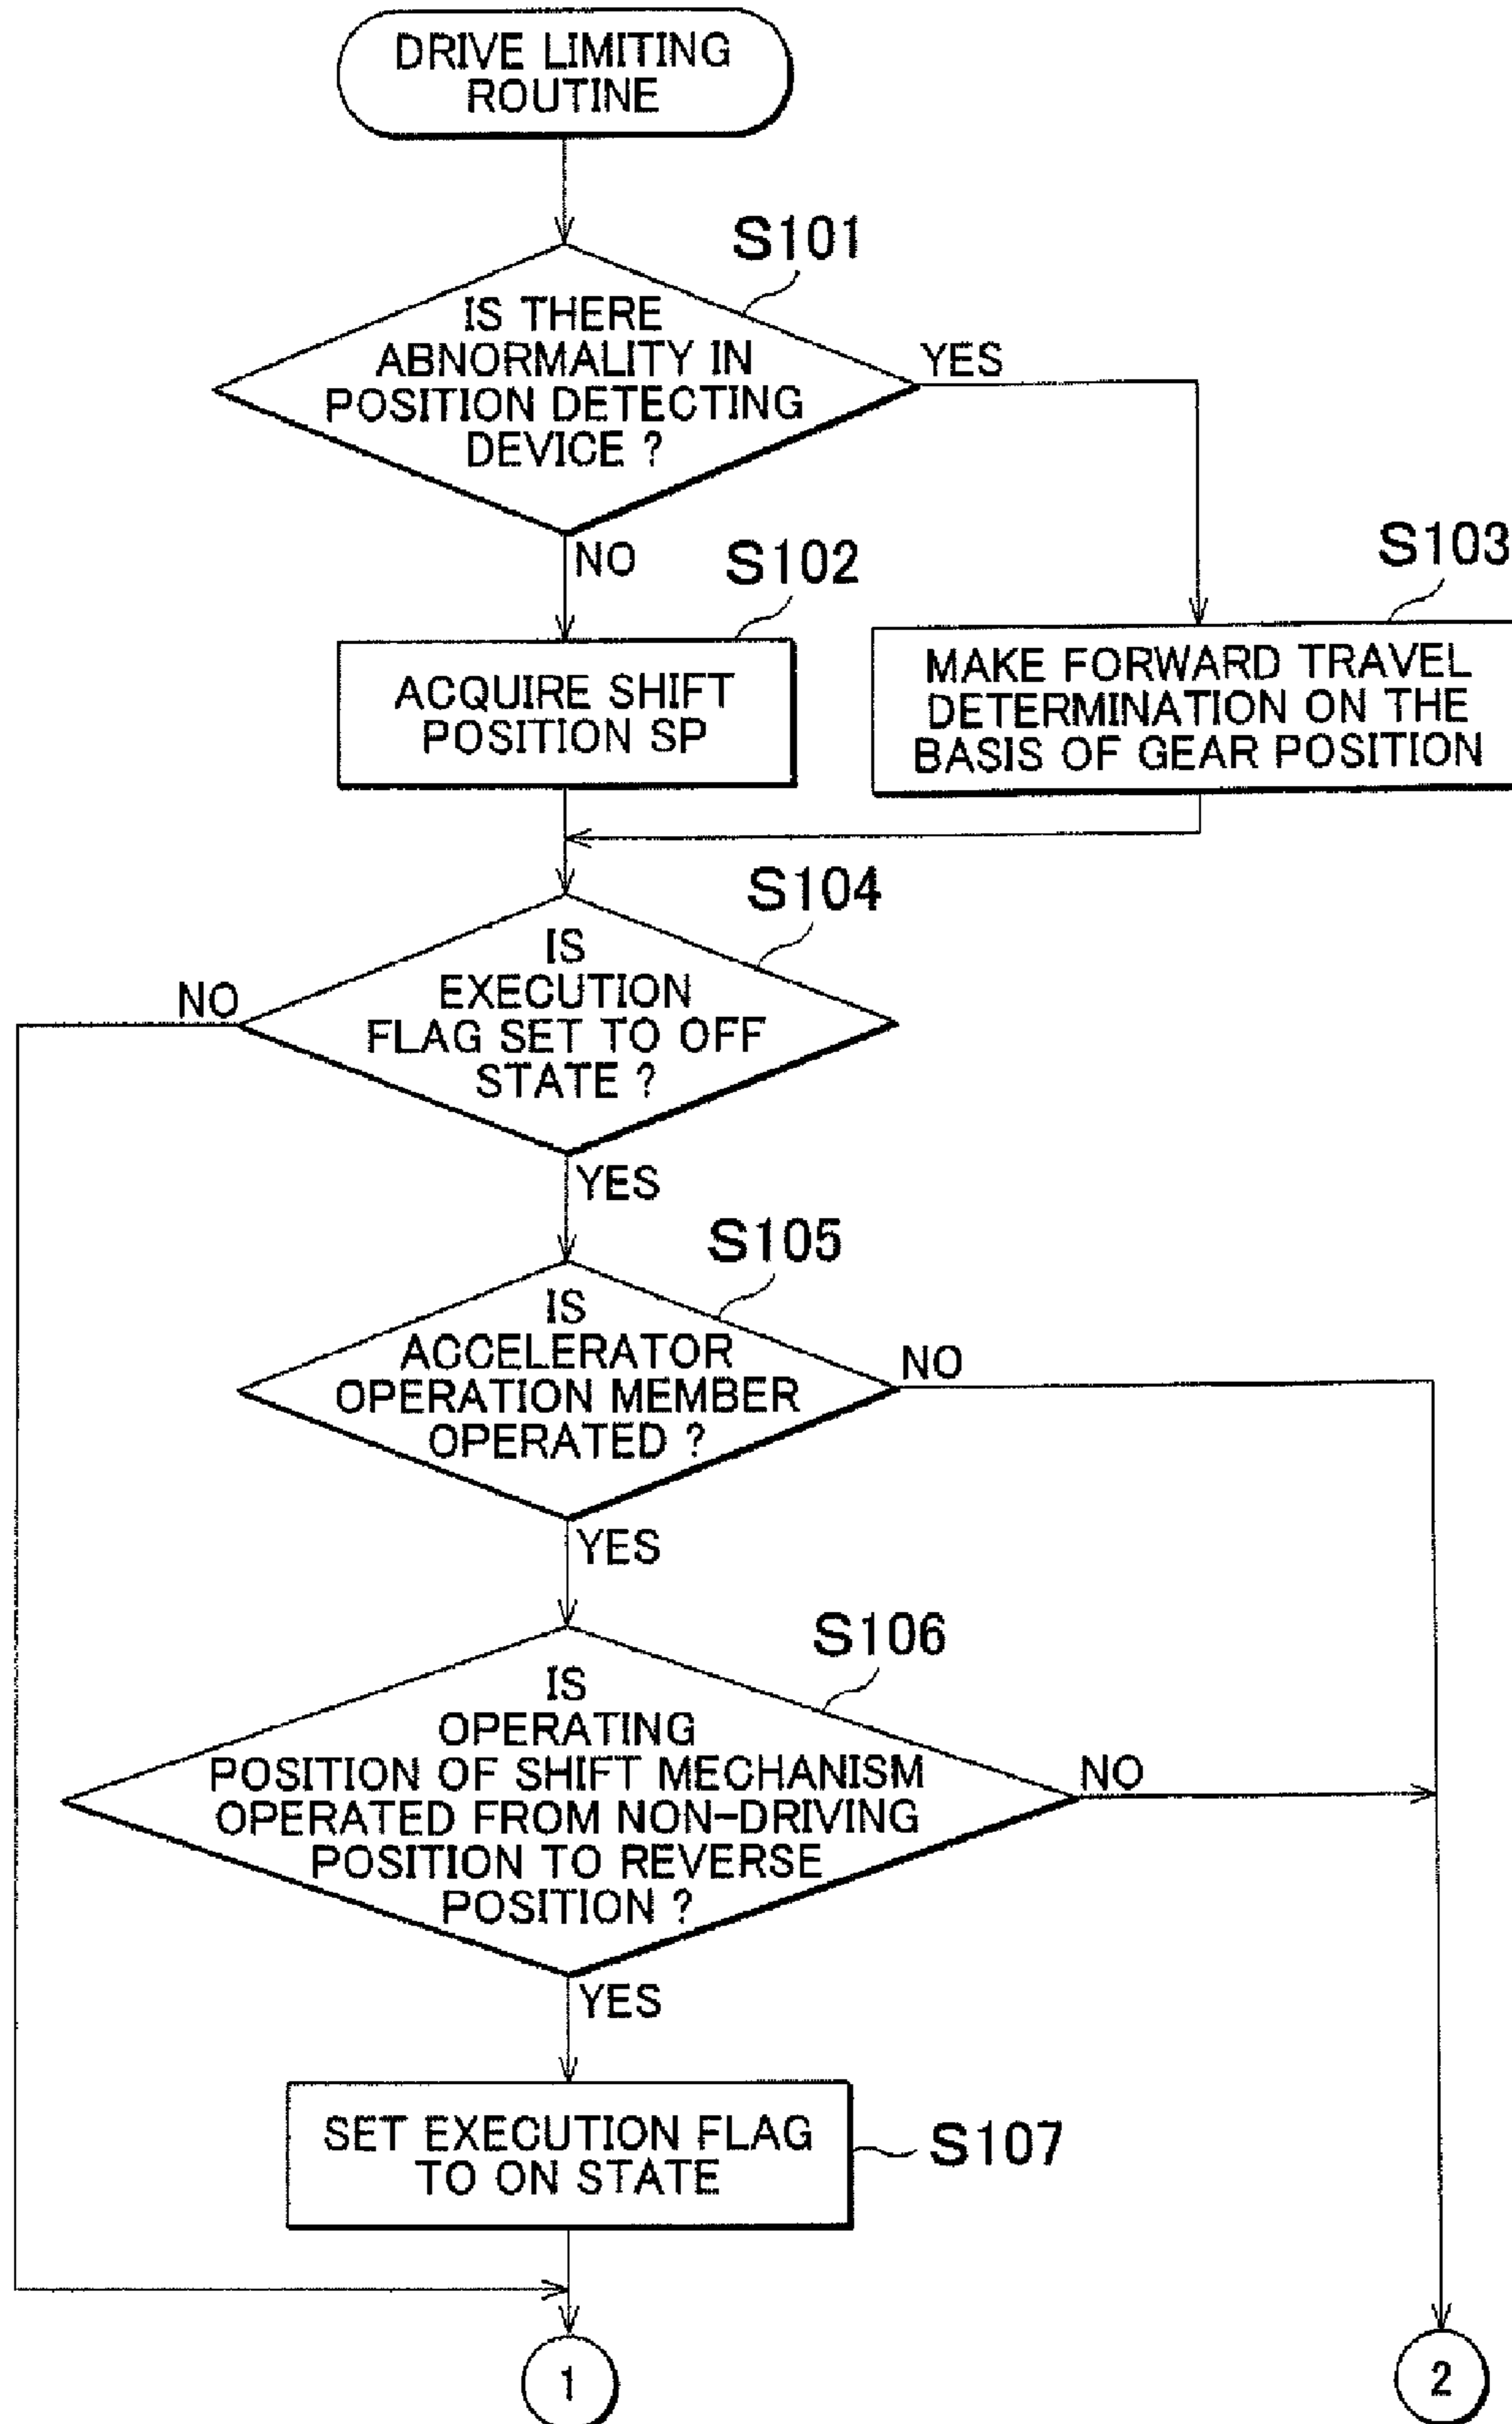 DRIVE LIMITING
ROUTINE
S101
IS THERE
ABNORMALITY IN
POSITION DETECTING
DEVICE ?
YES
NO
S102
ACQUIRE SHIFT
POSITION SP
S103
MAKE FORWARD TRAVEL
DETERMINATION ON THE
BASIS OF GEAR POSITION
S104
IS
EXECUTION
FLAG SET TO OFF
STATE ?
NO
YES
S105
IS
ACCELERATOR
OPERATION MEMBER
OPERATED ?
NO
YES
S106
IS
OPERATING
POSITION OF SHIFT MECHANISM
OPERATED FROM NON-DRIVING
POSITION TO REVERSE
POSITION ?
NO
YES
SET EXECUTION FLAG
TO ON STATE
S107
1
2